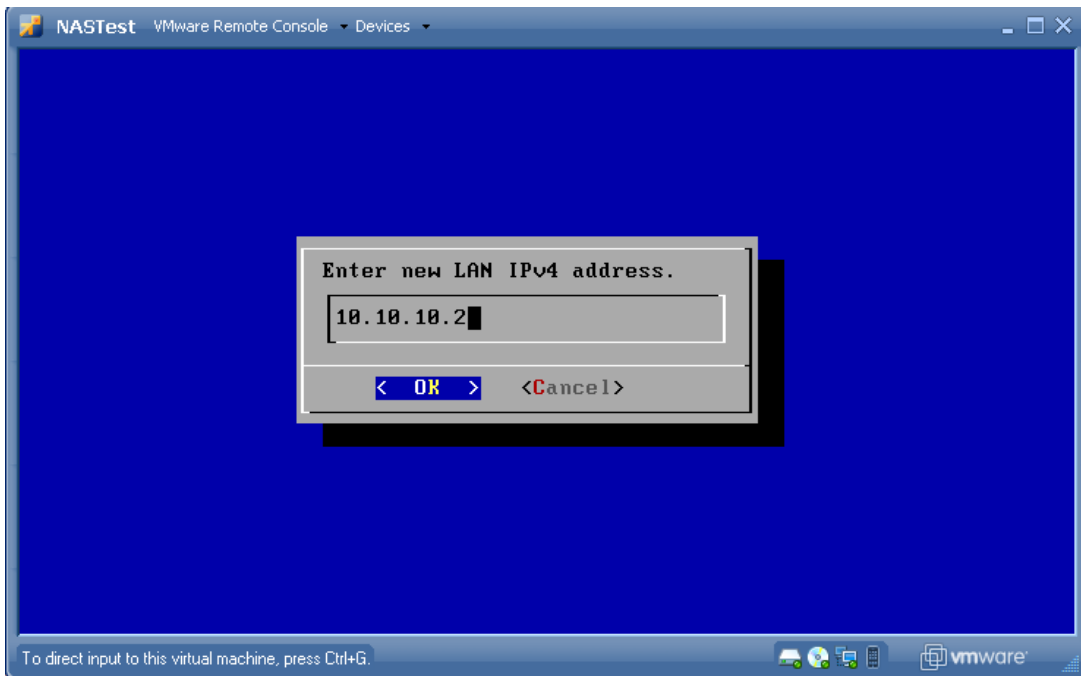 NASTest VMware Remote Console Devices
Enter new LAN IPv4 address.
10.10.10.2
< OK > <Cancel>
To direct input to this virtual machine, press Ctrl+G. vmware